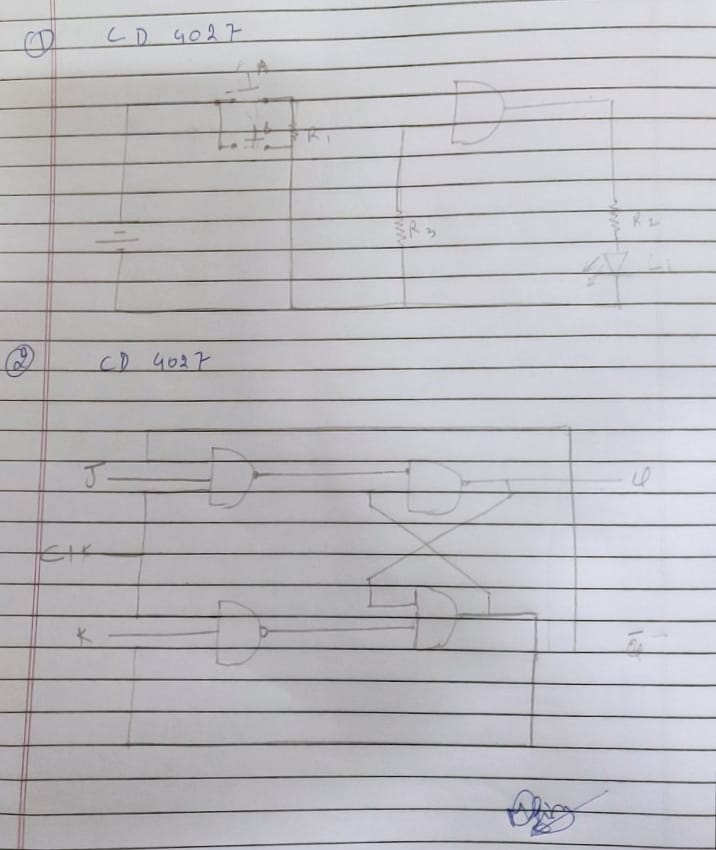 ① CD 4027
A
B
R1
R3
R2
L1
② CD 4027
J
Q
CLK
K
Q̄